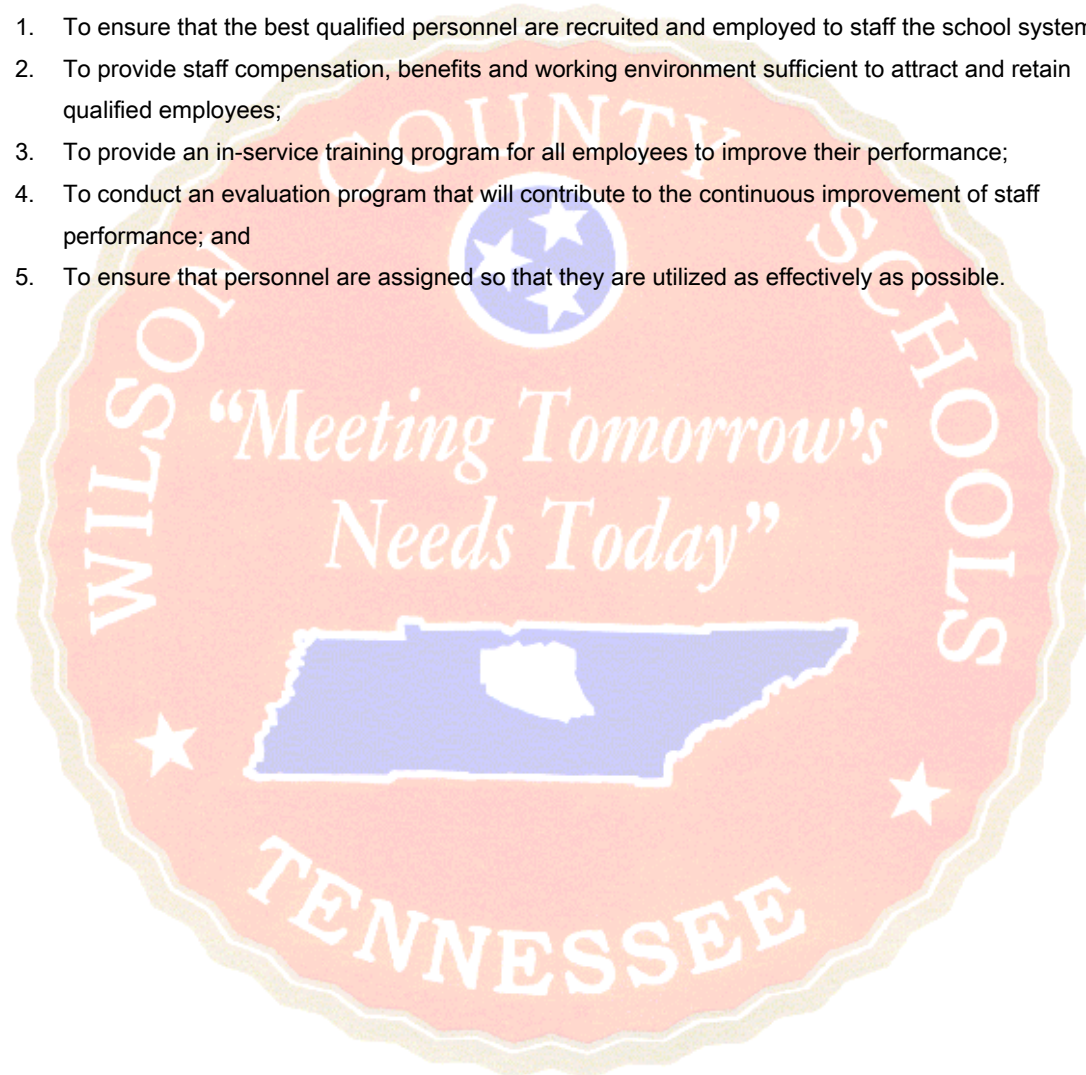 1. To ensure that the best qualified personnel are recruited and employed to staff the school system
2. To provide staff compensation, benefits and working environment sufficient to attract and retain
qualified employees;
3. To provide an in-service training program for all employees to improve their performance;
4. To conduct an evaluation program that will contribute to the continuous improvement of staff
performance; and
5. To ensure that personnel are assigned so that they are utilized as effectively as possible.
WILSON COUNTY SCHOOLS
“Meeting Tomorrow’s
Needs Today”
TENNESSEE